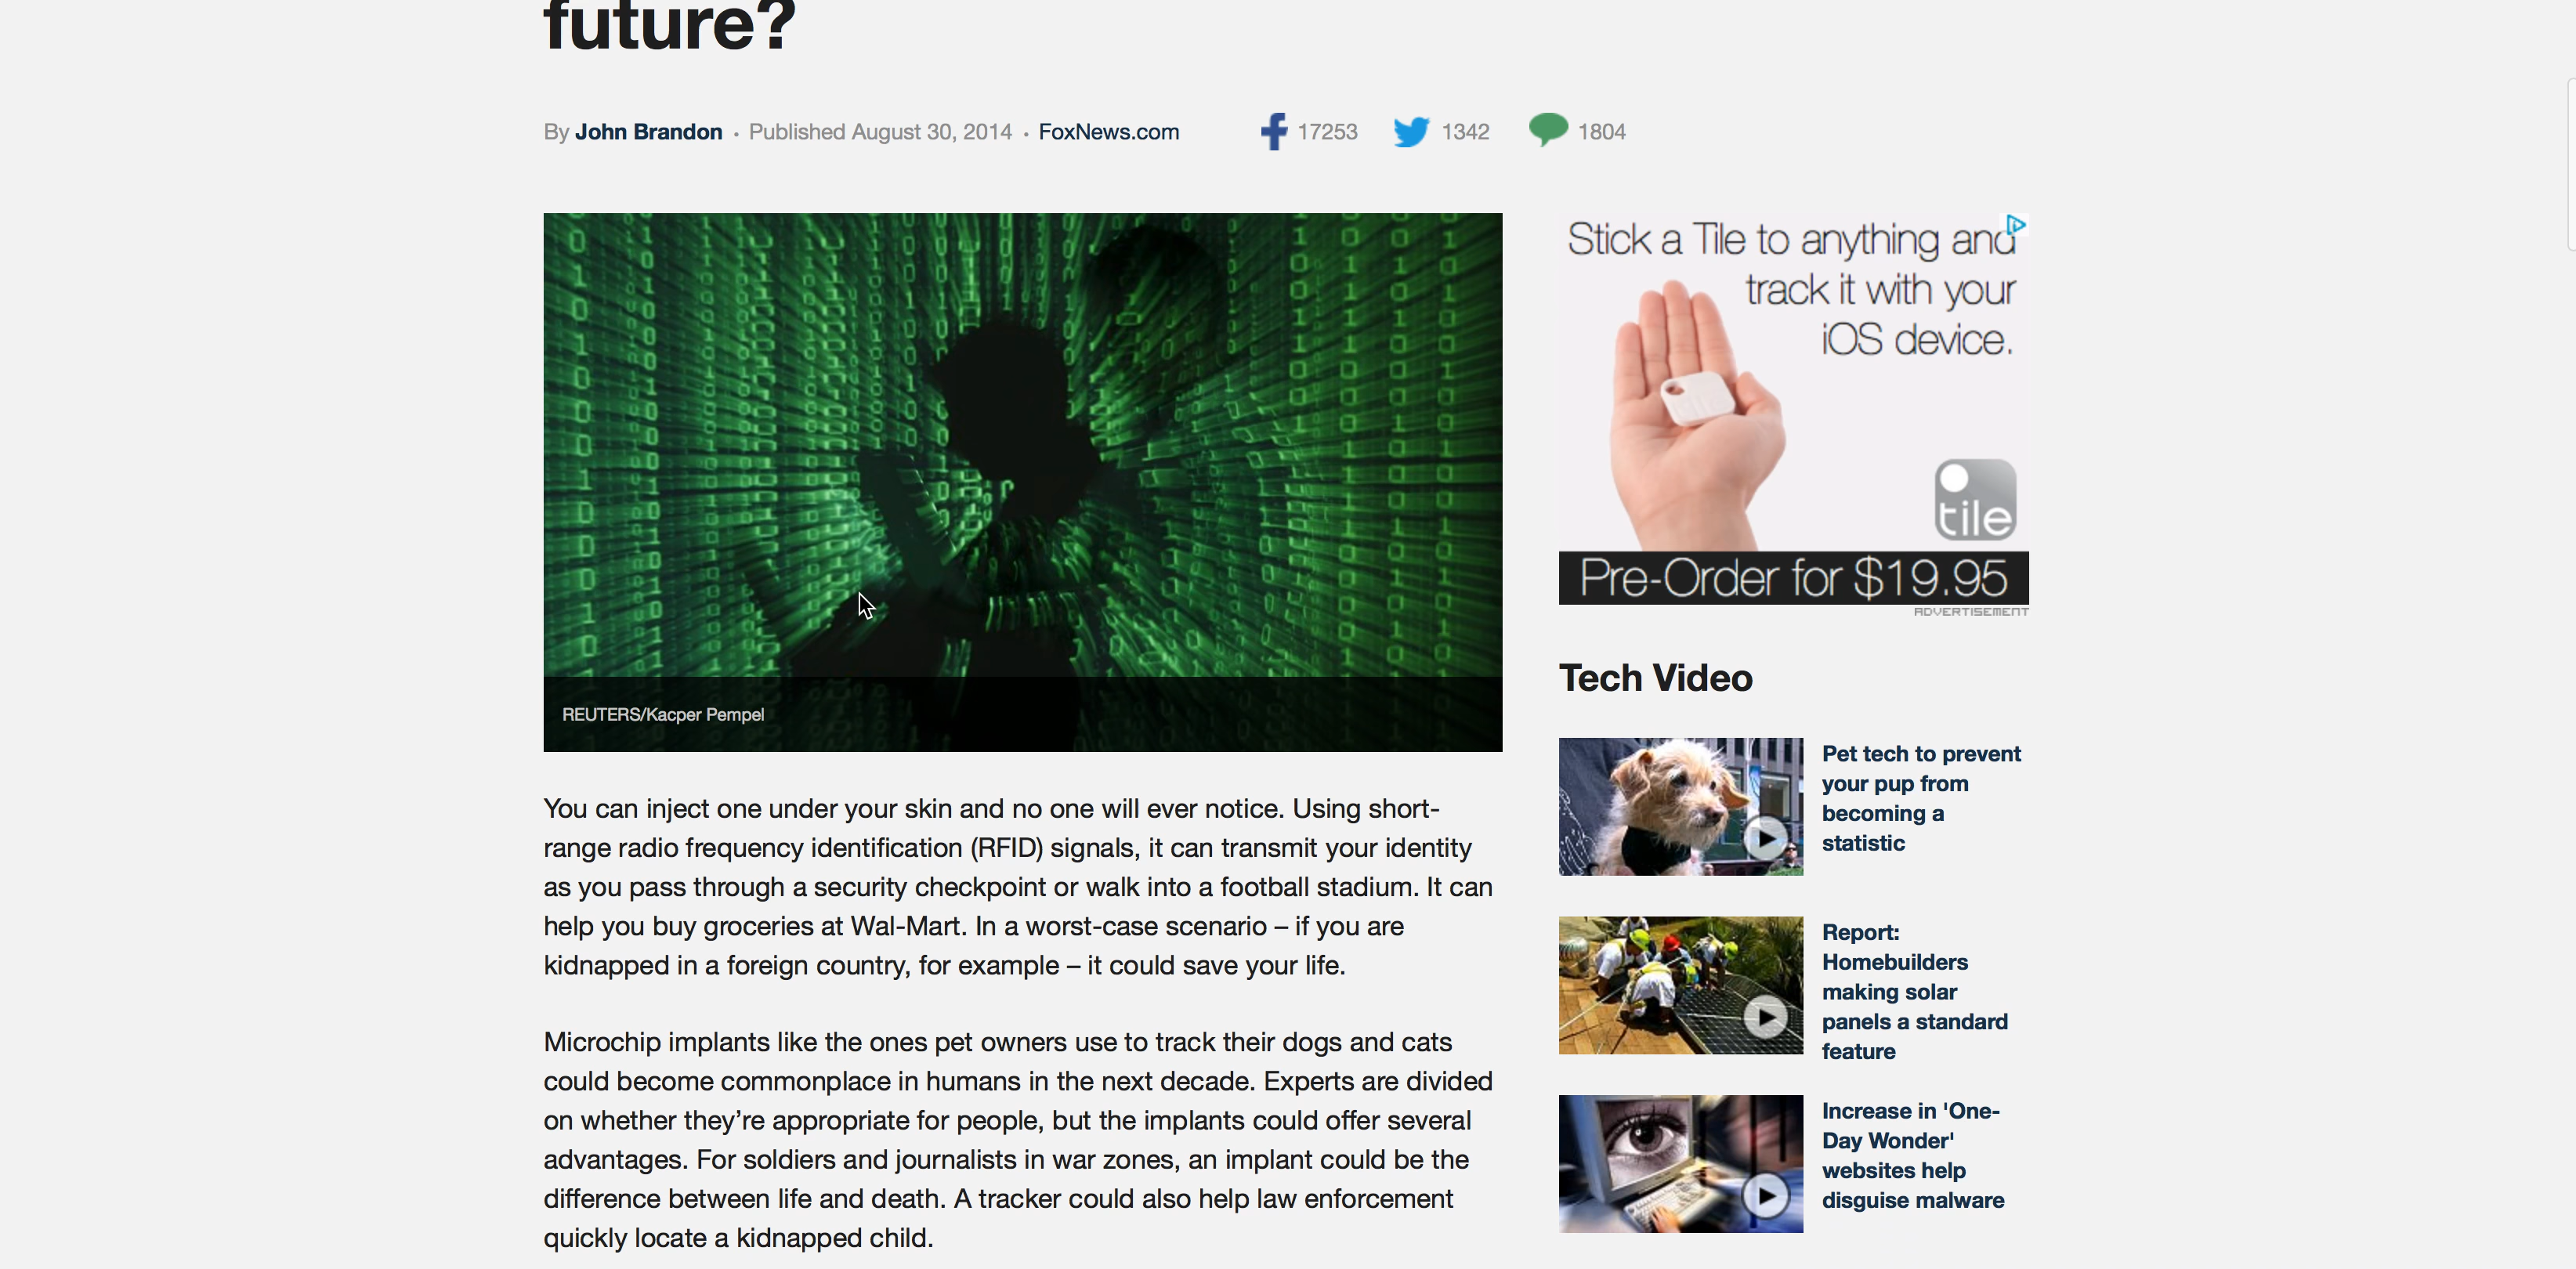 future?
By John Brandon · Published August 30, 2014 · FoxNews.com
17253
1342
1804
REUTERS/Kacper Pempel
You can inject one under your skin and no one will ever notice. Using short-
range radio frequency identification (RFID) signals, it can transmit your identity
as you pass through a security checkpoint or walk into a football stadium. It can
help you buy groceries at Wal-Mart. In a worst-case scenario – if you are
kidnapped in a foreign country, for example – it could save your life.
Microchip implants like the ones pet owners use to track their dogs and cats
could become commonplace in humans in the next decade. Experts are divided
on whether they’re appropriate for people, but the implants could offer several
advantages. For soldiers and journalists in war zones, an implant could be the
difference between life and death. A tracker could also help law enforcement
quickly locate a kidnapped child.
Stick a Tile to anything and
track it with your
iOS device.
tile
Pre-Order for $19.95
ADVERTISEMENT
Tech Video
Pet tech to prevent
your pup from
becoming a
statistic
Report:
Homebuilders
making solar
panels a standard
feature
Increase in 'One-
Day Wonder'
websites help
disguise malware